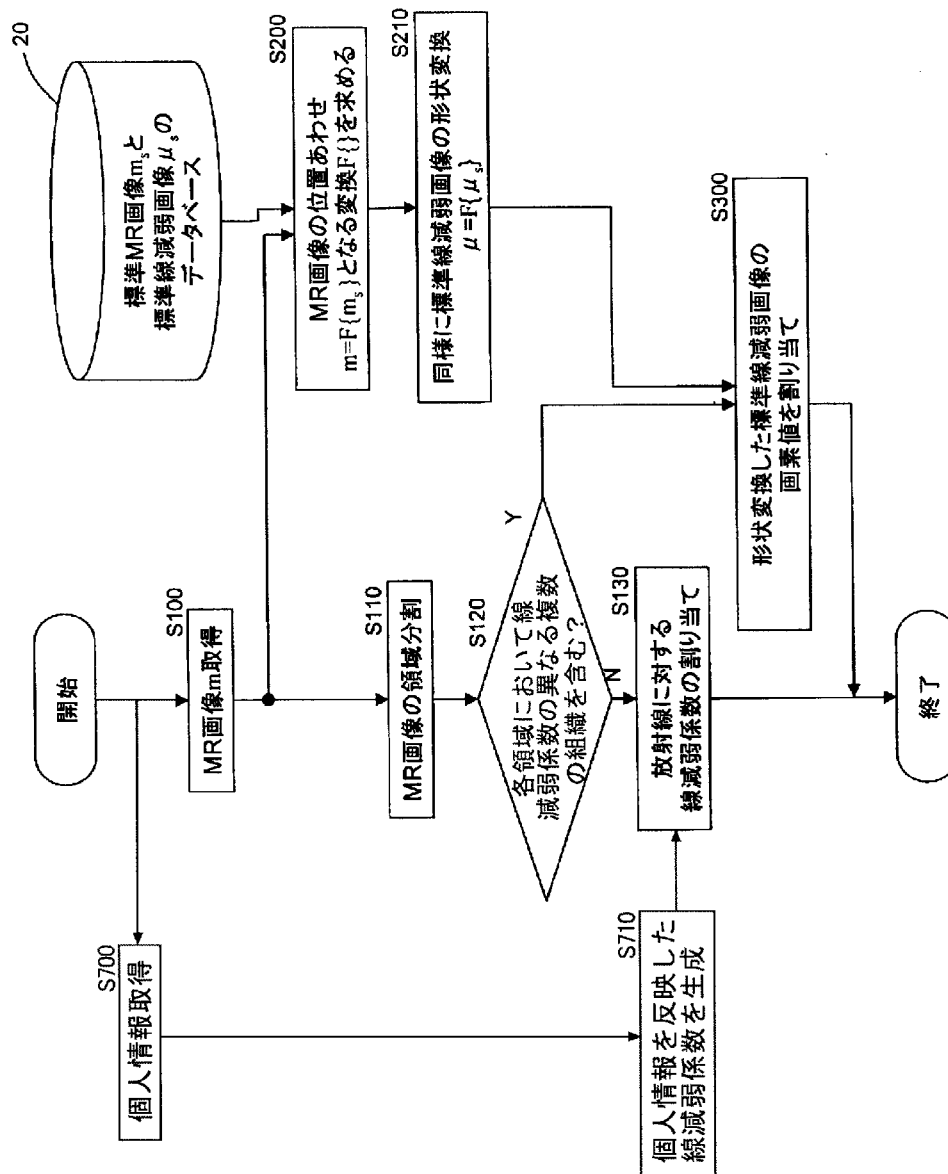 開始
20
標準MR画像m_sと
標準線減弱画像μ_sの
データベース
S700
個人情報取得
S100
MR画像m取得
S200
MR画像の位置あわせ
m=F{m_s}となる変換F{}を求める
S110
MR画像の領域分割
S210
同様に標準線減弱画像の形状変換
μ=F{μ_s}
S120
各領域において線
減弱係数の異なる複数
の組織を含む?
Y
N
S710
個人情報を反映した
線減弱係数を生成
S130
放射線に対する
線減弱係数の割り当て
S300
形状変換した標準線減弱画像の
画素値を割り当て
終了